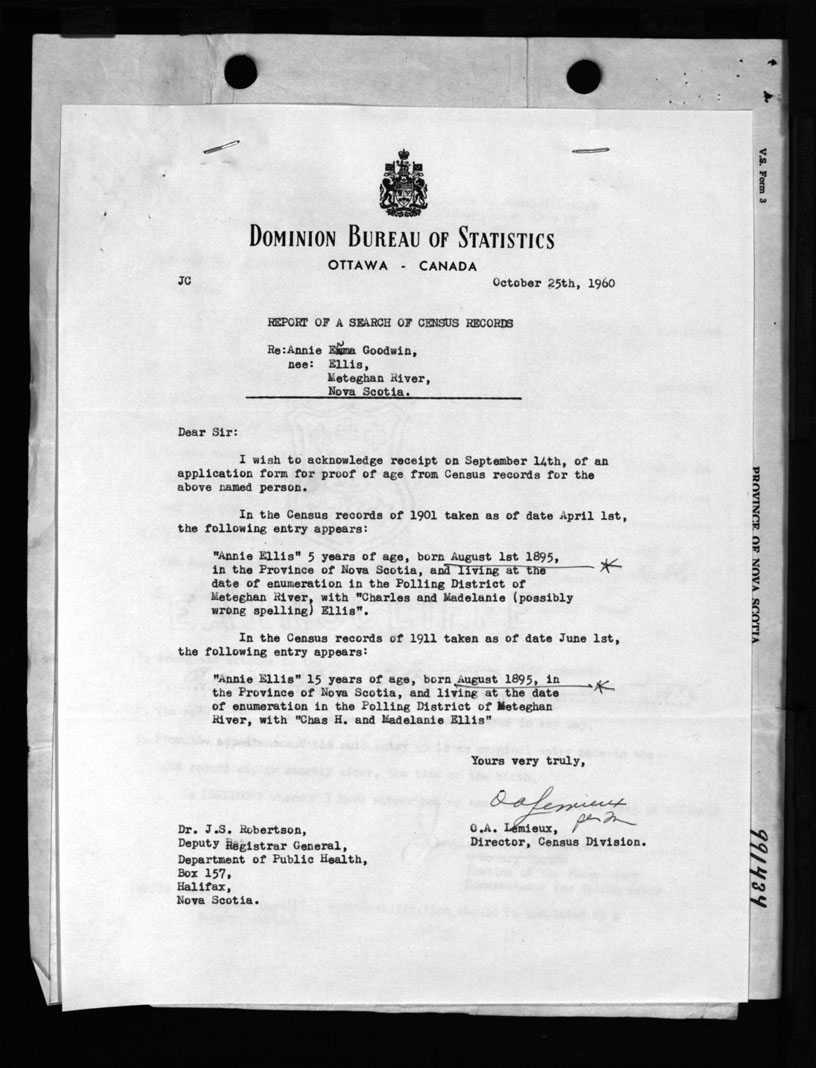 DOMINION BUREAU OF STATISTICS
OTTAWA - CANADA
JC
October 25th, 1960
REPORT OF A SEARCH OF CENSUS RECORDS
Re:Annie Emma Goodwin,
nee: Ellis,
Meteghan River,
Nova Scotia.
Dear Sir:
I wish to acknowledge receipt on September 14th, of an
application form for proof of age from Census records for the
above named person.
In the Census records of 1901 taken as of date April 1st,
the following entry appears:
"Annie Ellis" 5 years of age, born August 1st 1895,
in the Province of Nova Scotia, and living at the
date of enumeration in the Polling District of
Meteghan River, with "Charles and Madelanie (possibly
wrong spelling) Ellis".
In the Census records of 1911 taken as of date June 1st,
the following entry appears:
"Annie Ellis" 15 years of age, born August 1895, in
the Province of Nova Scotia, and living at the date
of enumeration in the Polling District of Meteghan
River, with "Chas H. and Madelanie Ellis"
Yours very truly,
O A Lemieux
per
O.A. Lemieux,
Director, Census Division.
Dr. J.S. Robertson,
Deputy Registrar General,
Department of Public Health,
Box 157,
Halifax,
Nova Scotia.
V.S. Form 3
PROVINCE OF NOVA SCOTIA
991434